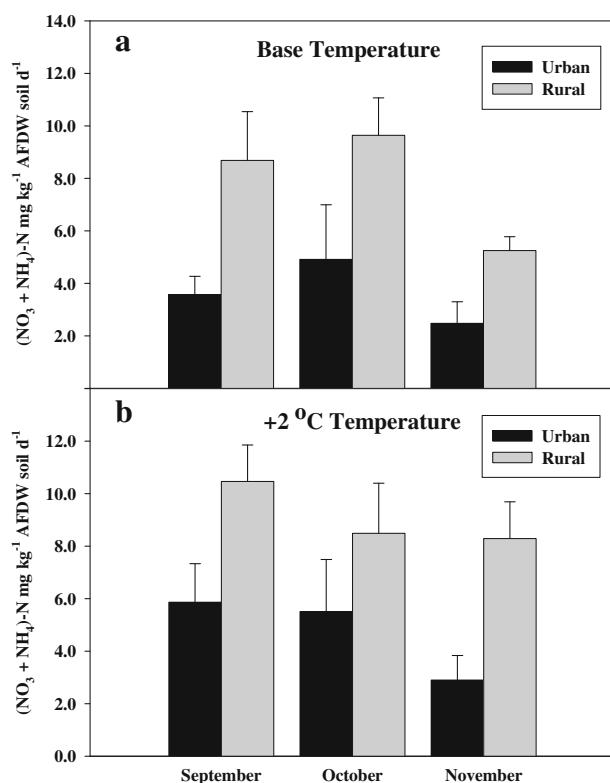 14.0
a
Base Temperature
Urban
Rural
12.0
10.0
8.0
6.0
4.0
2.0
(NO3 + NH4)-N mg kg-1 AFDW soil d-1
b
+2 °C Temperature
Urban
Rural
12.0
10.0
8.0
6.0
4.0
2.0
0.0
(NO3 + NH4)-N mg kg-1 AFDW soil d-1
September
October
November